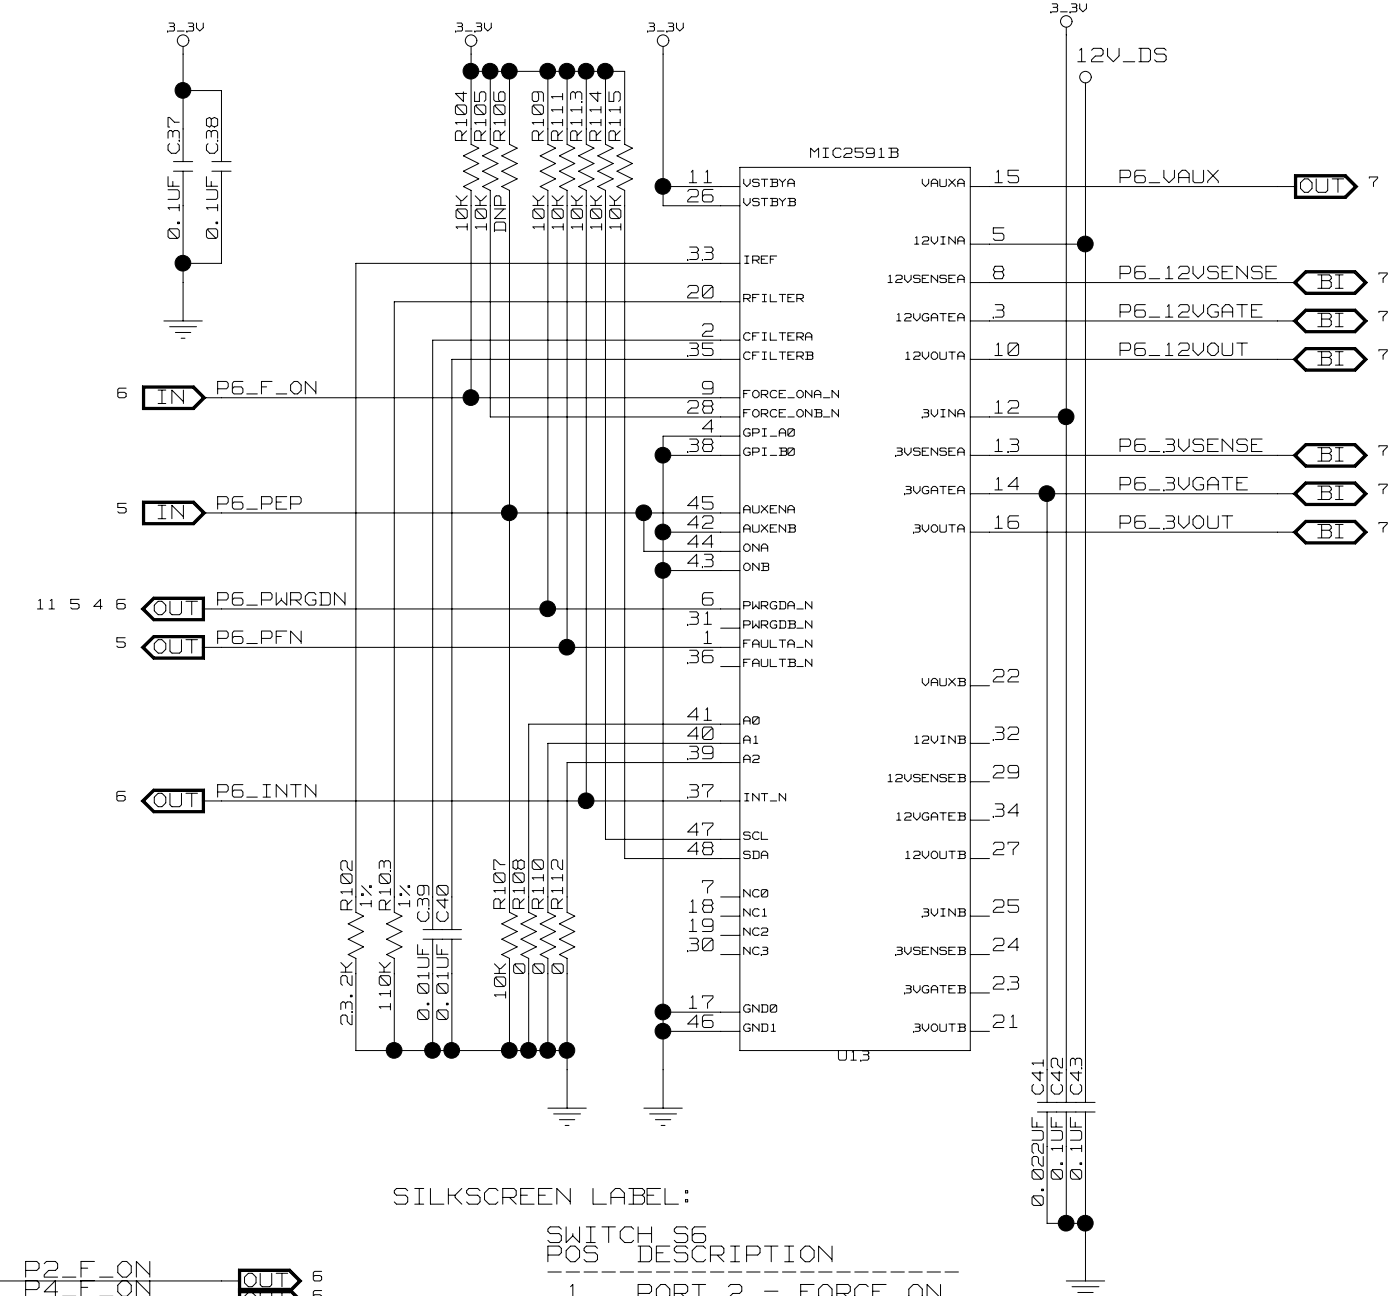 3_3V
3_3V
3_3V
3_3V
12V_DS
C37
0.1UF
C38
0.1UF
R104
10K
R105
10K
R106
DNP
R109
10K
R111
10K
R113
10K
R114
10K
R115
10K
MIC2591B
11 VSTBYA
26 VSTBYB
33 IREF
20 RFILTER
2 CFILTERA
35 CFILTERB
6 IN P6_F_ON
9 FORCE_ONA_N
28 FORCE_ONB_N
4 GPI_A0
38 GPI_B0
5 IN P6_PEP
45 AUXENA
42 AUXENB
44 ONA
43 ONB
11 5 4 6 OUT P6_PWRGDN
6 PWRGDA_N
31 PWRGDB_N
5 OUT P6_PFN
1 FAULTA_N
36 FAULTB_N
41 A0
40 A1
39 A2
6 OUT P6_INTN
37 INT_N
47 SCL
48 SDA
7 NC0
18 NC1
19 NC2
30 NC3
17 GND0
46 GND1
U13
VAUXA 15 P6_VAUX OUT 7
12VINA 5
12VSENSEA 8 P6_12VSENSE BI 7
12VGATEA 3 P6_12VGATE BI 7
12VOUTA 10 P6_12VOUT BI 7
3VINA 12
3VSENSEA 13 P6_3VSENSE BI 7
3VGATEA 14 P6_3VGATE BI 7
3VOUTA 16 P6_3VOUT BI 7
VAUXB 22
12VINB 32
12VSENSEB 29
12VGATEB 34
12VOUTB 27
3VINB 25
3VSENSEB 24
3VGATEB 23
3VOUTB 21
R102
1%
23.2K
R103
1%
110K
C39
0.01UF
C40
0.01UF
R107
10K
R108
0
R110
0
R112
0
C41
0.022UF
C42
0.1UF
C43
0.1UF
SILKSCREEN LABEL:
SWITCH S6
POS DESCRIPTION
1 PORT 2 - FORCE ON
P2_F_ON OUT 6
P4_F_ON OUT 6